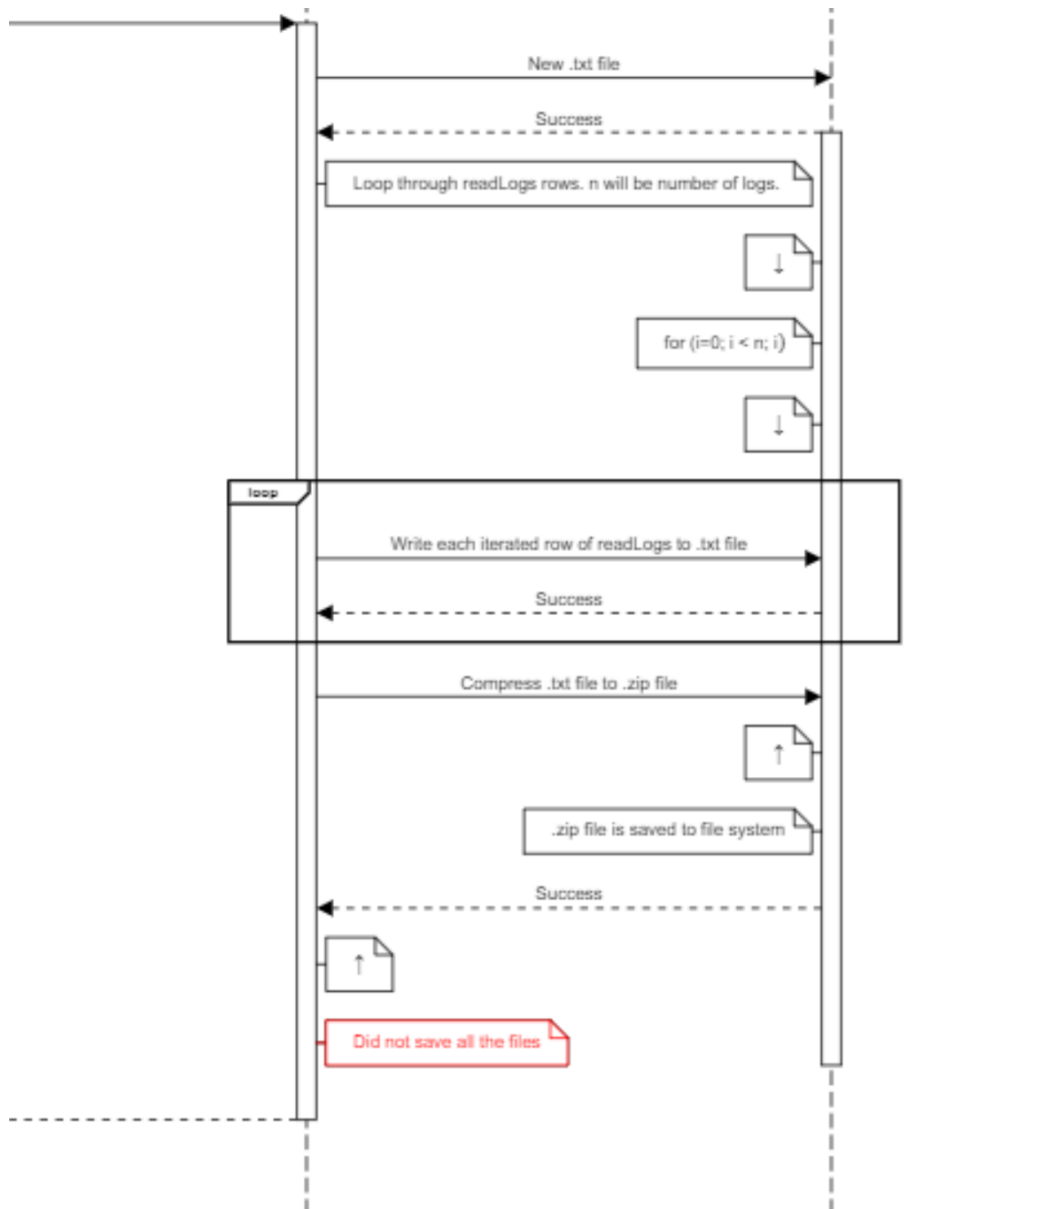 New .txt file
Success
Loop through readLogs rows. n will be number of logs.
↓
for (i=0; i < n; i)
↓
loop
Write each iterated row of readLogs to .txt file
Success
Compress .txt file to .zip file
↑
.zip file is saved to file system
Success
↑
Did not save all the files